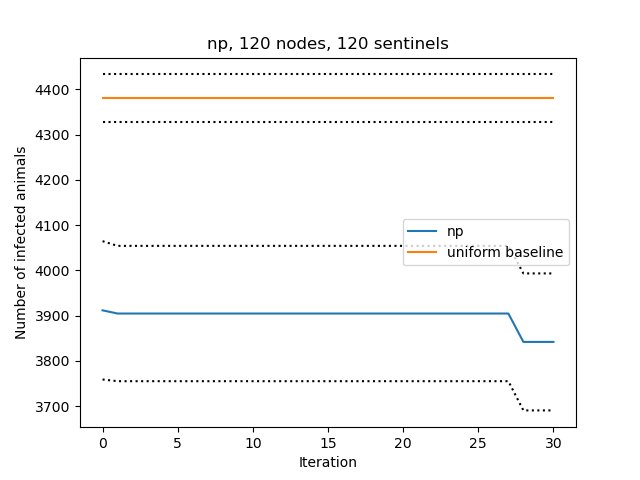 np, 120 nodes, 120 sentinels
4400
4300
4200
4100
4000
3900
3800
3700
Number of infected animals
np
uniform baseline
0 5 10 15 20 25 30
Iteration